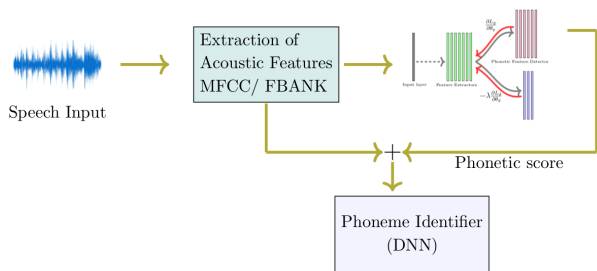 Speech Input
Extraction of
Acoustic Features
MFCC/ FBANK
Input layer
Feature Extractors
Phonetic Feature Detector
Phonetic score
+
Phoneme Identifier
(DNN)